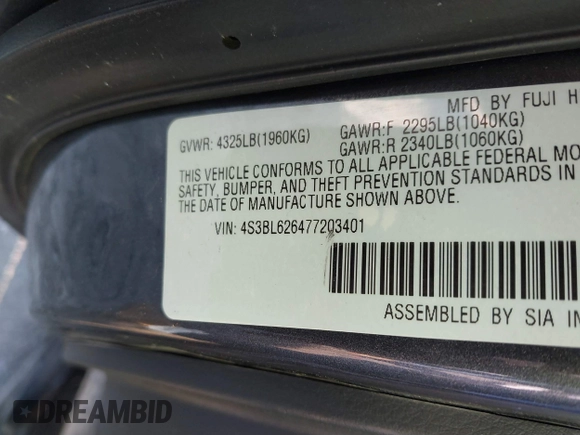 MFD BY FUJI H
GVWR: 4325LB(1960KG)
GAWR:F 2295LB(1040KG)
GAWR:R 2340LB(1060KG)
THIS VEHICLE CONFORMS TO ALL APPLICABLE FEDERAL MO
SAFETY, BUMPER, AND THEFT PREVENTION STANDARDS IN
THE DATE OF MANUFACTURE SHOWN ABOVE.
VIN: 4S3BL626477203401
ASSEMBLED BY SIA IN
DREAMBID